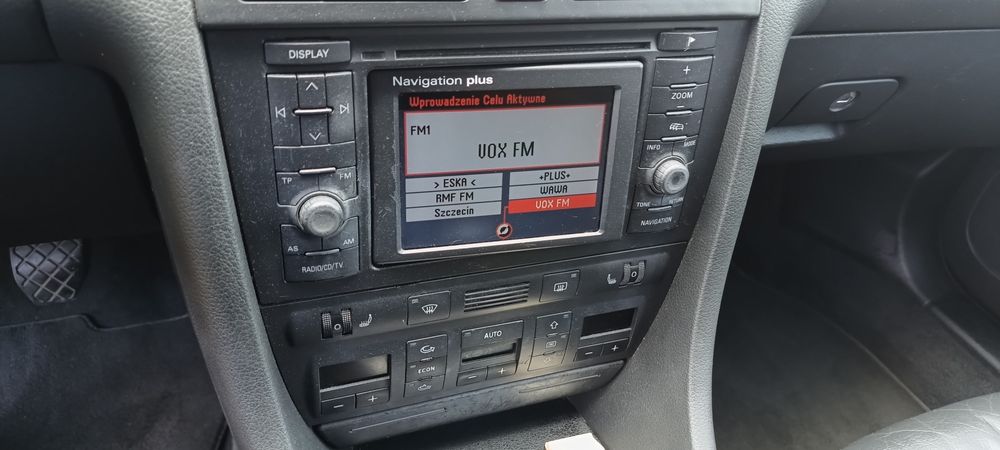 DISPLAY
Navigation plus
Wprowadzenie Celu Aktywne
FM1
VOX FM
> ESKA <
+PLUS+
RMF FM
WAWA
Szczecin
VOX FM
TP
FM
AS
AM
RADIO/CD/TV
+
ZOOM
-
INFO
MODE
TONE
RETURN
NAVIGATION
AUTO
ECON
- +
- +
- +